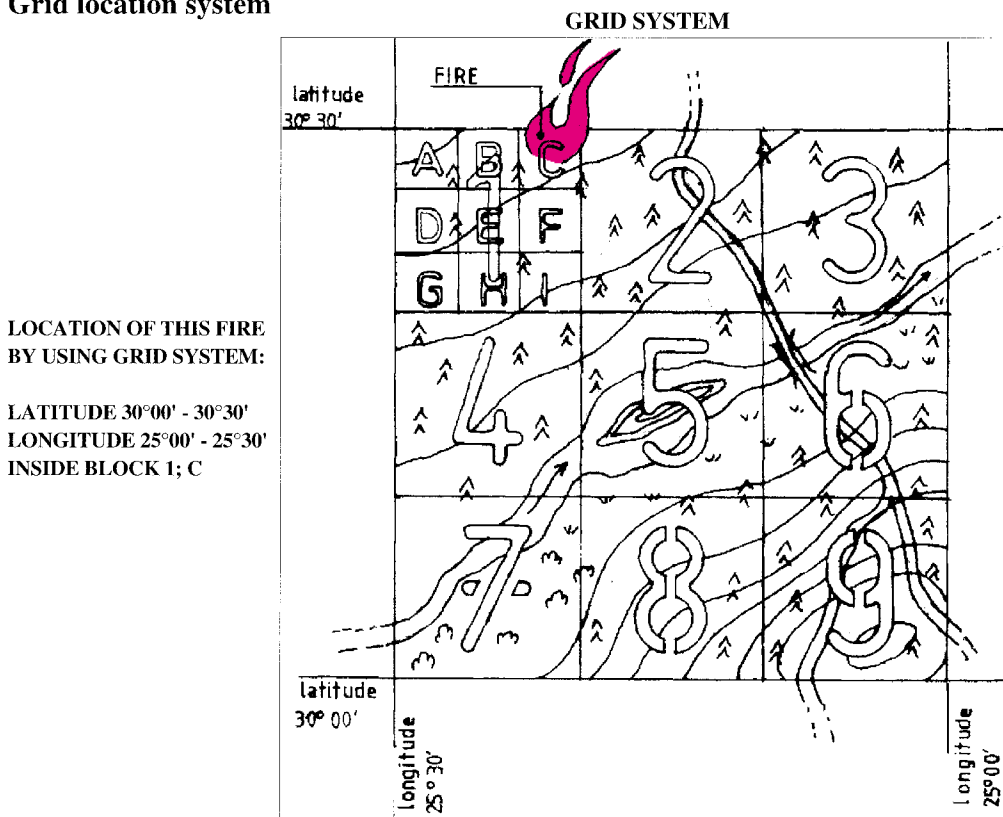 Grid location system
GRID SYSTEM
FIRE
latitude
30° 30'
A B C
1
D E F
G H I
2
3
LOCATION OF THIS FIRE
BY USING GRID SYSTEM:
LATITUDE 30°00' - 30°30'
LONGITUDE 25°00' - 25°30'
INSIDE BLOCK 1; C
4
5
6
7
8
9
latitude
30° 00'
longitude
25° 30'
longitude
25° 00'